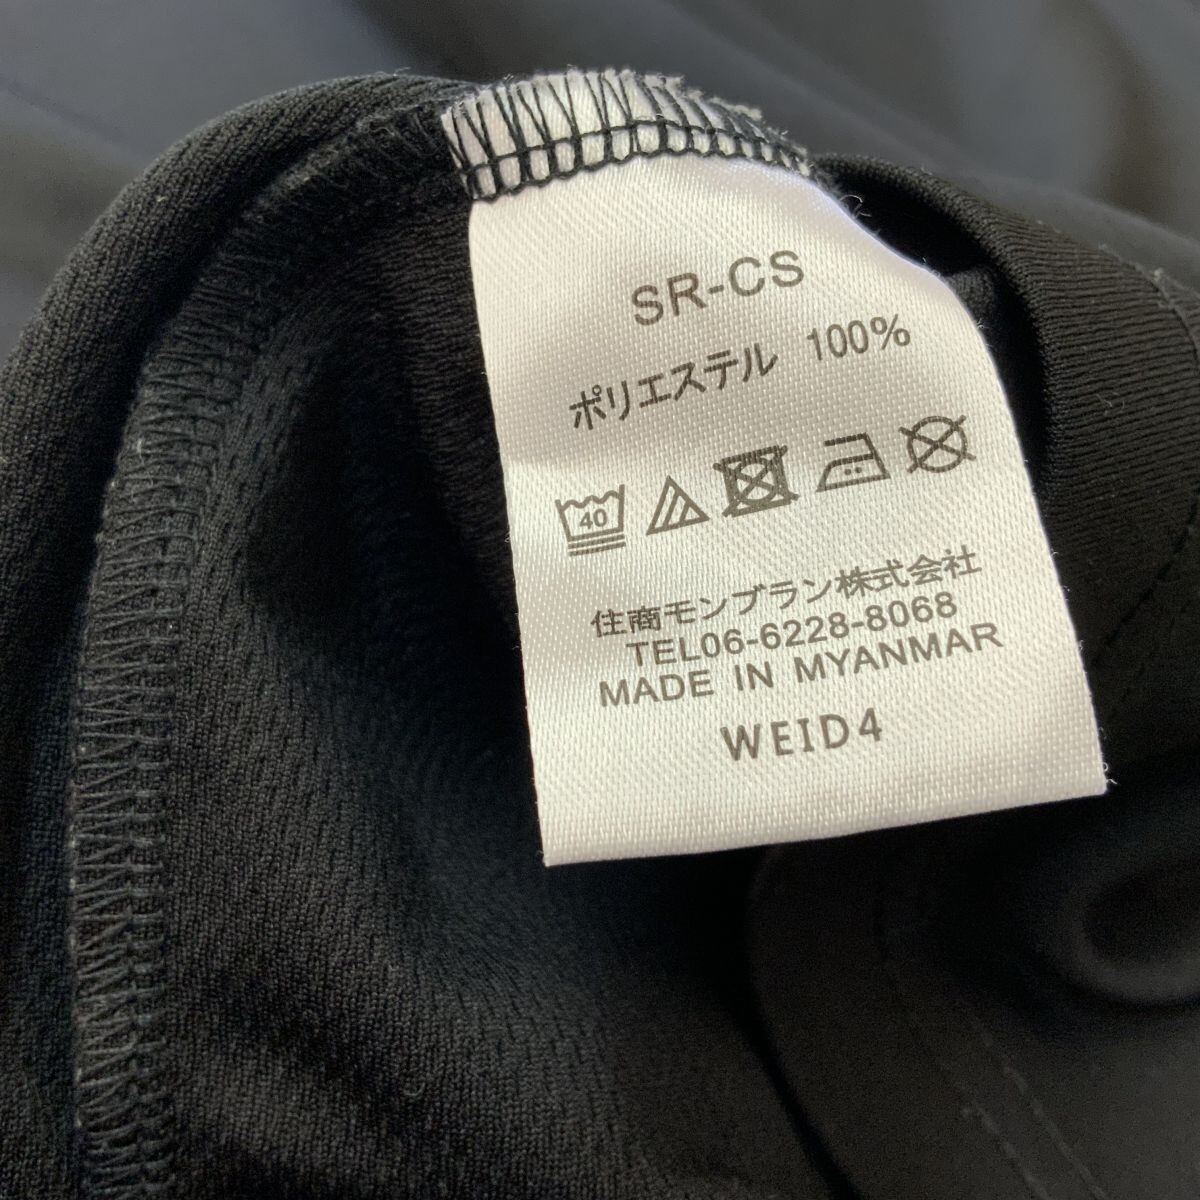 SR-CS
ポリエステル 100%
40
住商モンブラン株式会社
TEL06-6228-8068
MADE IN MYANMAR
WEID4